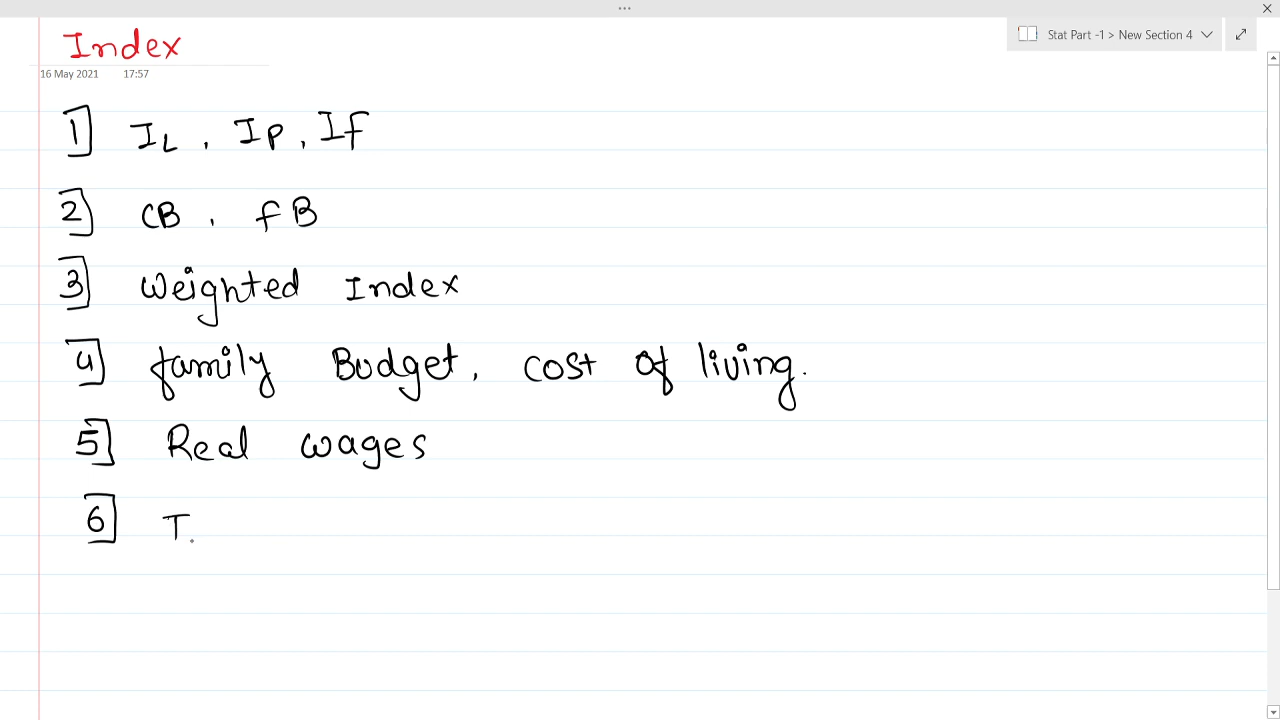 Index
Stat Part -1 > New Section 4
16 May 2021 17:57
1] IL, IP, If
2] CB, fB
3] Weighted Index
4] family Budget, cost of living.
5] Real wages
6] T